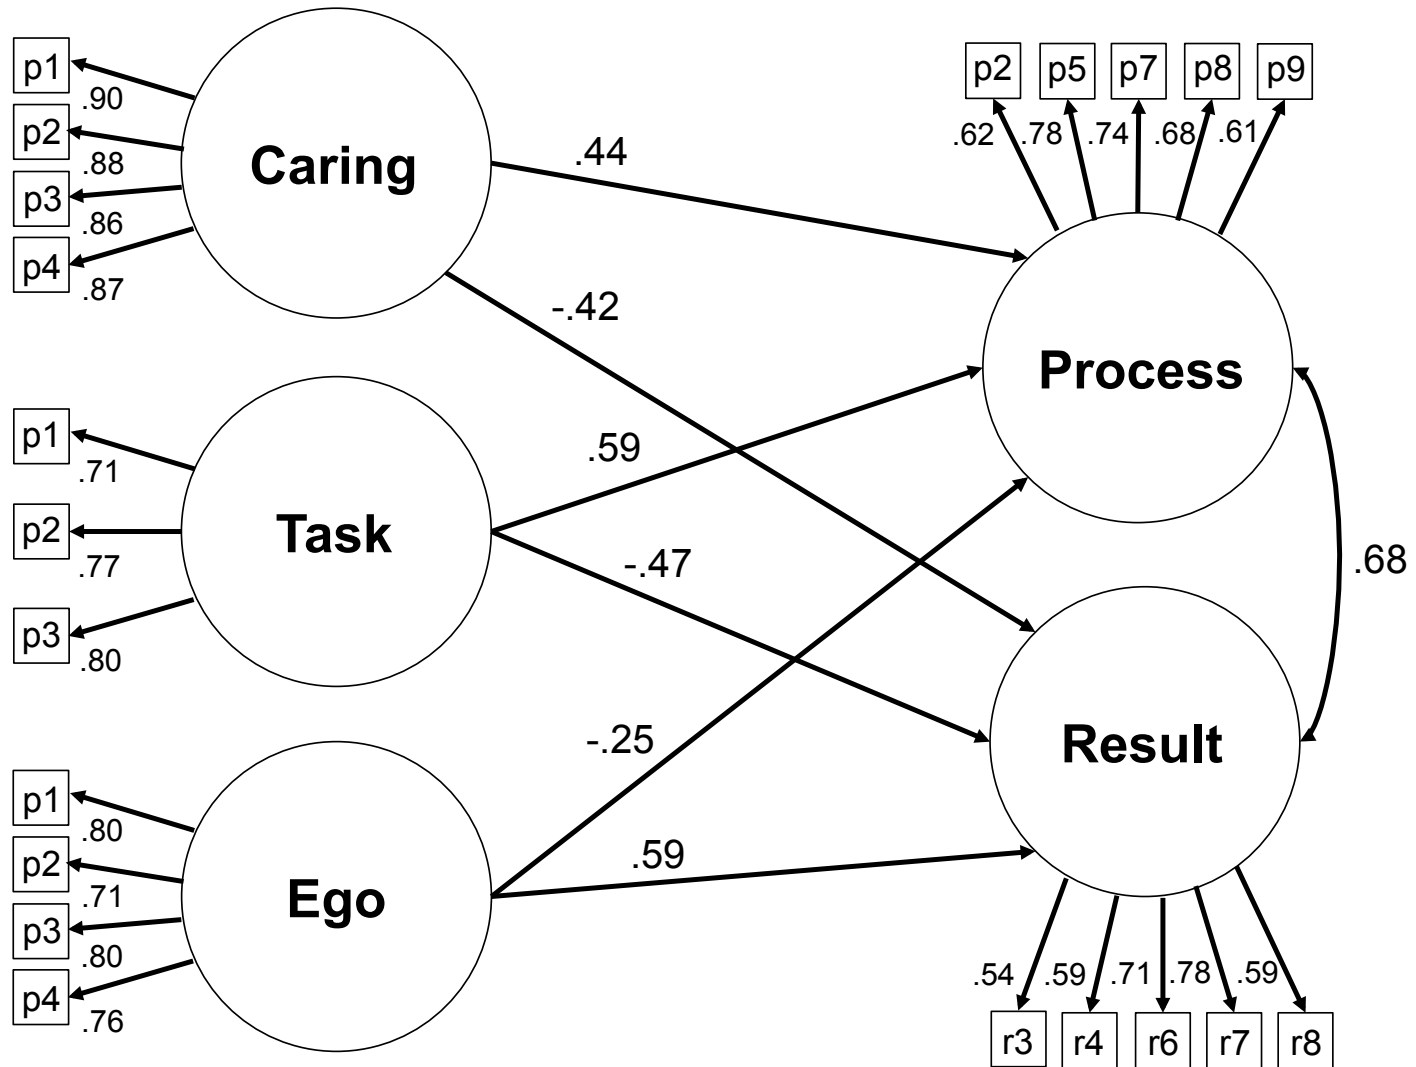 p1
.90
p2
.88
p3
.86
p4
.87
Caring
.44
-.42
p2
p5
p7
p8
p9
.62
.78
.74
.68
.61
Process
p1
.71
p2
.77
p3
.80
Task
.59
-.47
.68
p1
.80
p2
.71
p3
.80
p4
.76
Ego
-.25
.59
Result
.54
.59
.71
.78
.59
r3
r4
r6
r7
r8